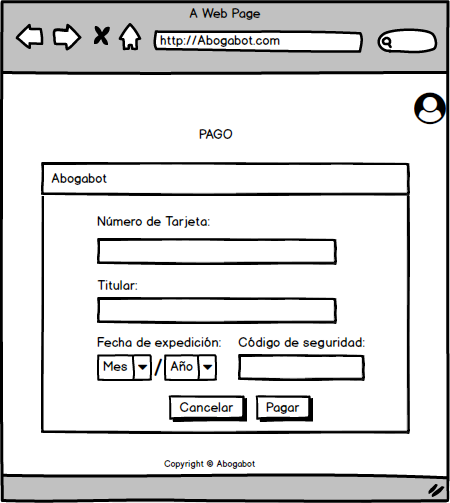 A Web Page
http://Abogabot.com
PAGO
Abogabot
Número de Tarjeta:
Titular:
Fecha de expedición: Código de seguridad:
Mes / Año
Cancelar Pagar
Copyright © Abogabot